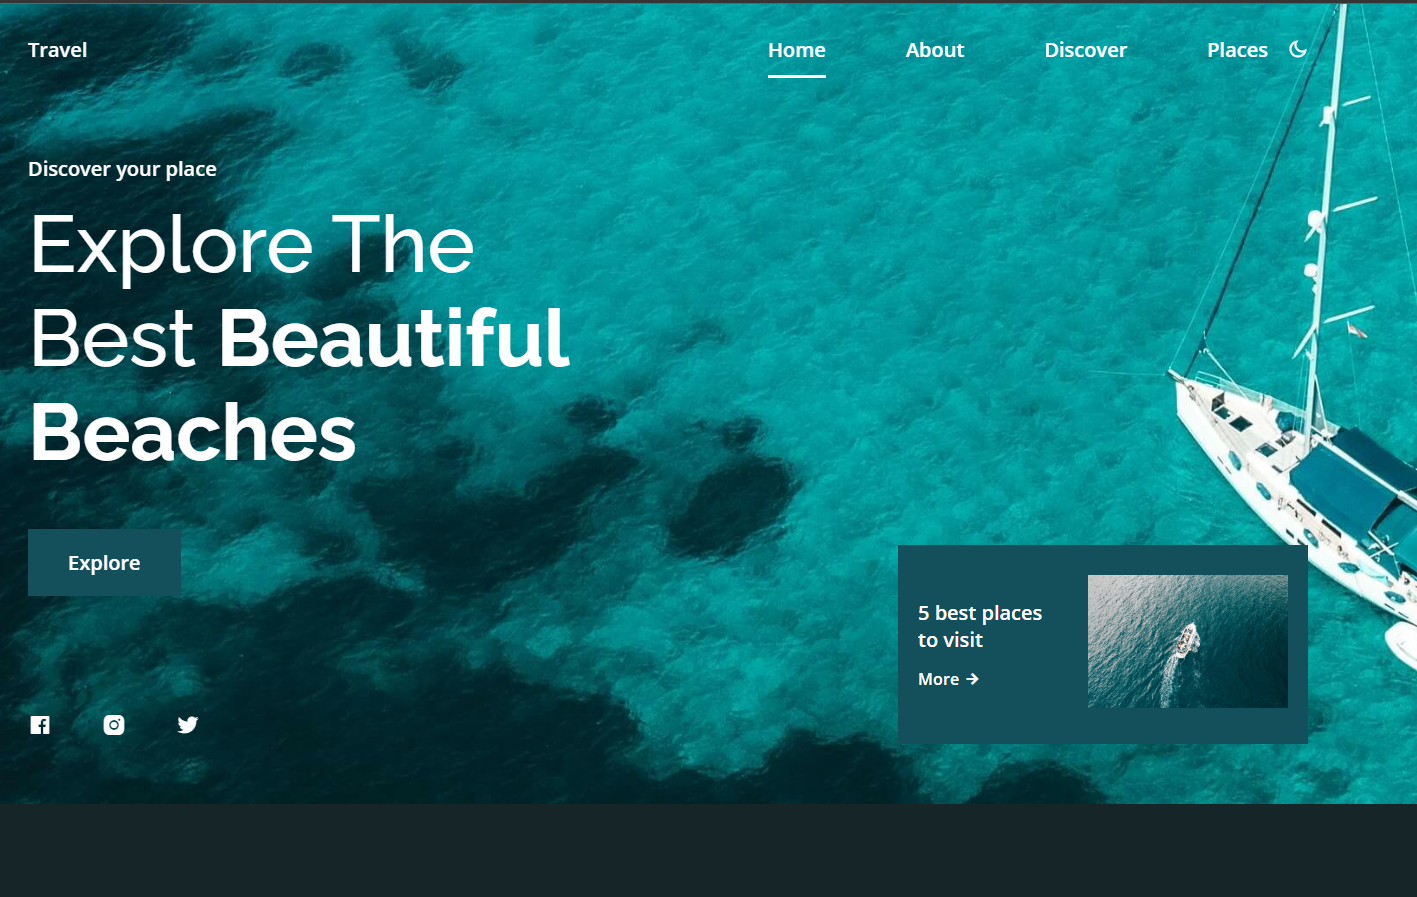 Travel
Home About Discover Places
Discover your place
Explore The
Best Beautiful
Beaches
Explore
5 best places
to visit
More